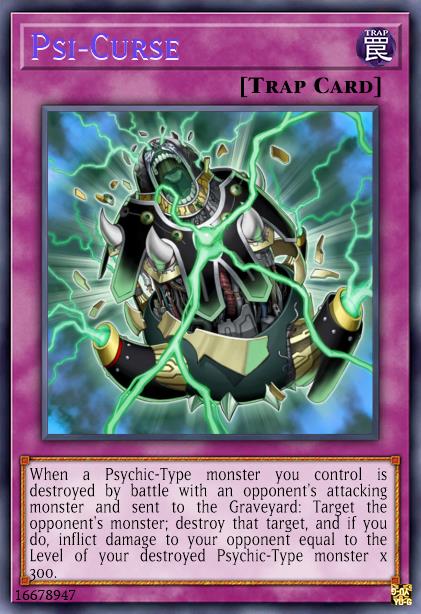 Psi-Curse
TRAP
罠
[Trap Card]
When a Psychic-Type monster you control is
destroyed by battle with an opponent's attacking
monster and sent to the Graveyard: Target the
opponent's monster; destroy that target, and if you
do, inflict damage to your opponent equal to the
Level of your destroyed Psychic-Type monster x
300.
16678947